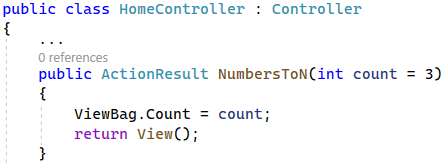 public class HomeController : Controller
{
...
0 references
public ActionResult NumbersToN(int count = 3)
{
ViewBag.Count = count;
return View();
}